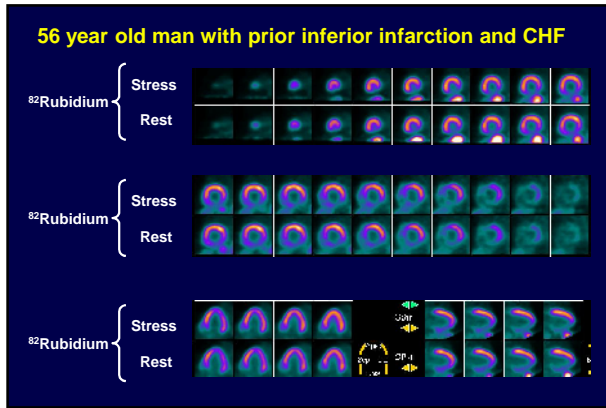 56 year old man with prior inferior infarction and CHF
Stress
⁸²Rubidium
Rest
Stress
⁸²Rubidium
Rest
Stress
⁸²Rubidium
Rest